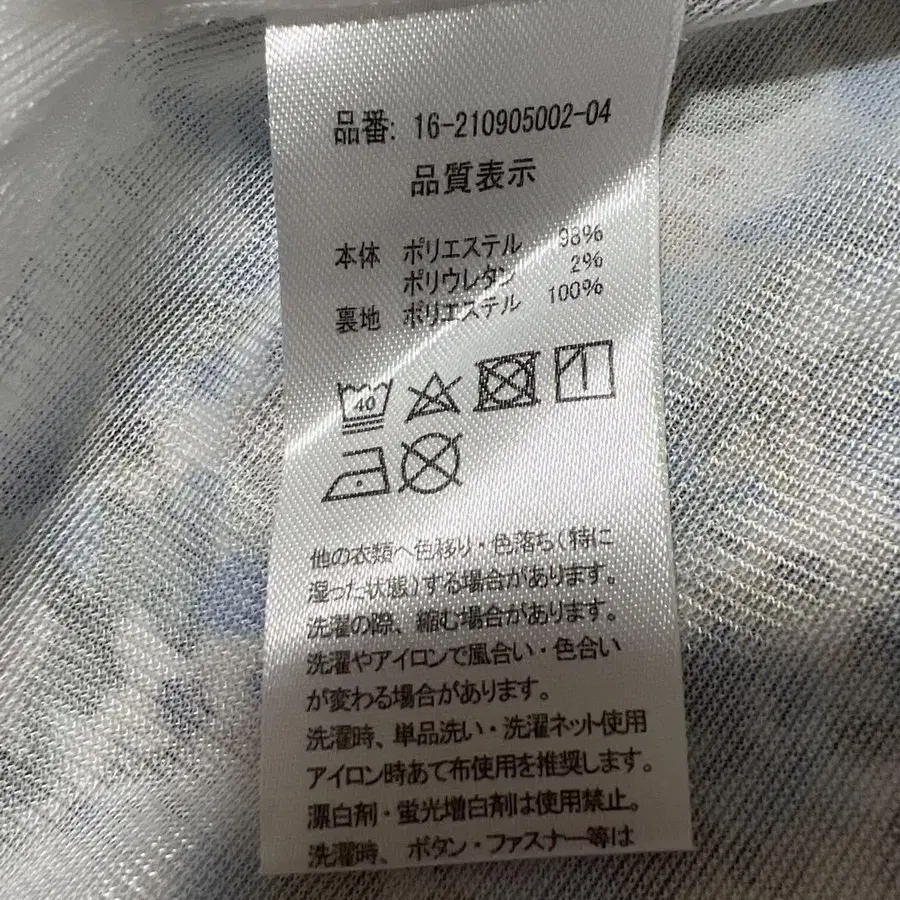 品番: 16-210905002-04
品質表示
本体 ポリエステル 98%
ポリウレタン 2%
裏地 ポリエステル 100%
40
他の衣類へ色移り・色落ち(特に
湿った状態)する場合があります。
洗濯の際、縮む場合があります。
洗濯やアイロンで風合い・色合い
が変わる場合があります。
洗濯時、単品洗い・洗濯ネット使用
アイロン時あて布使用を推奨します。
漂白剤・蛍光増白剤は使用禁止。
洗濯時、ボタン・ファスナー等は